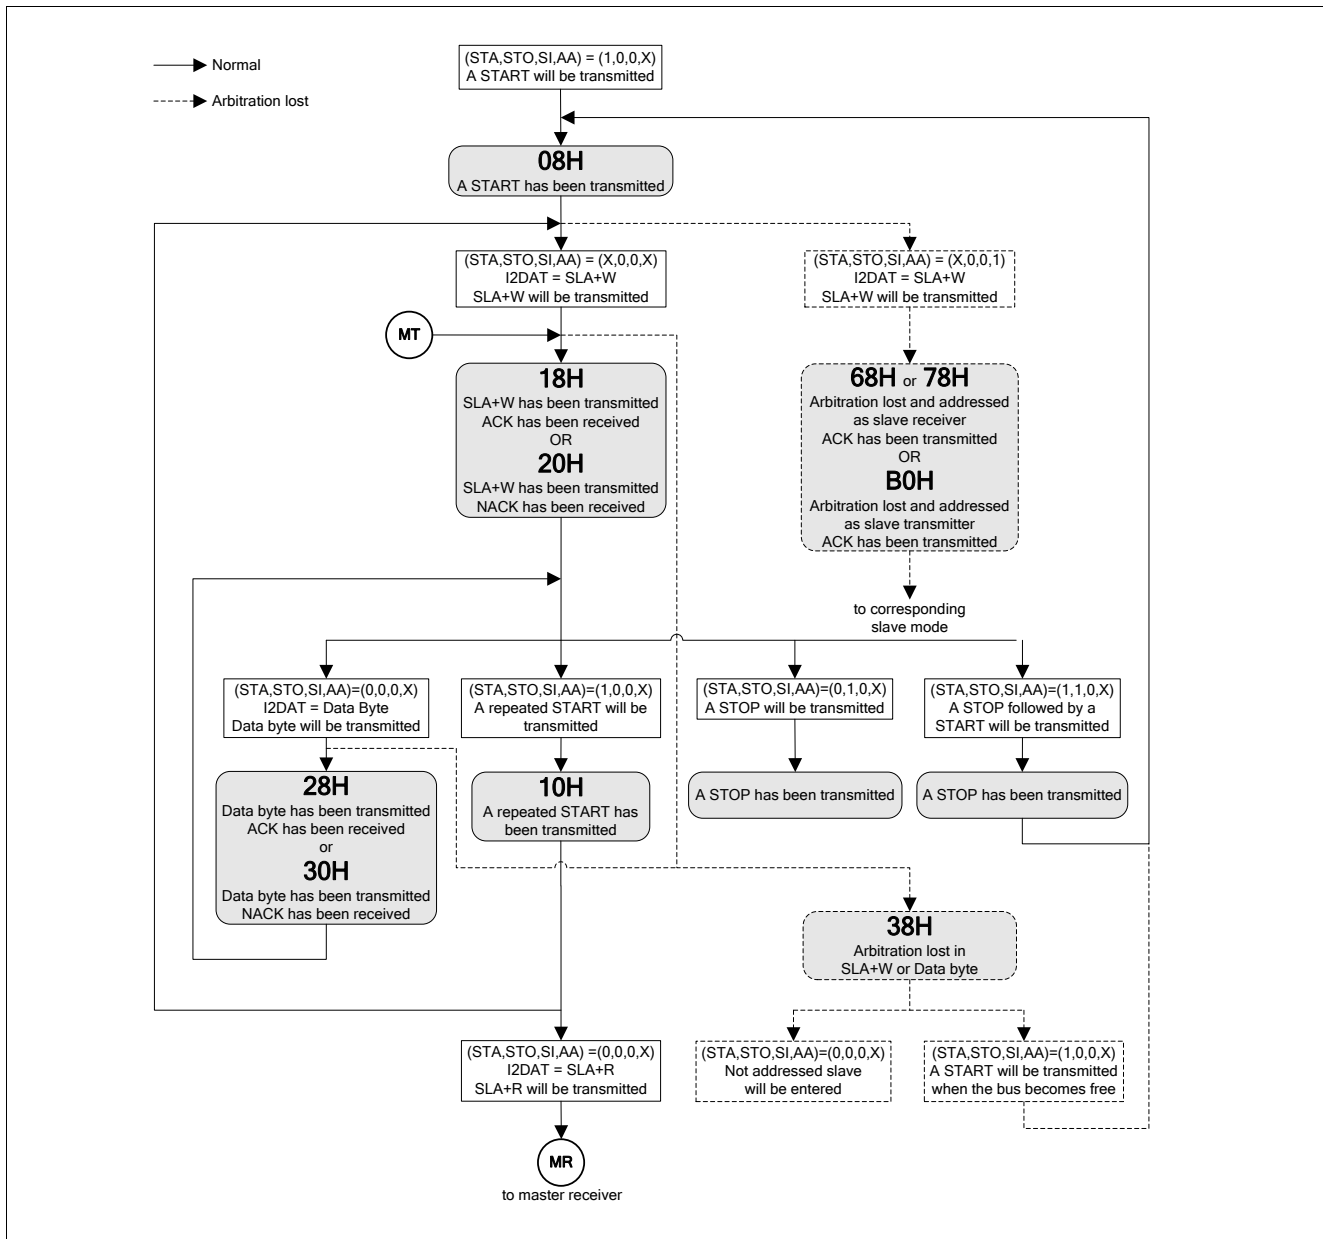 Normal
Arbitration lost
(STA,STO,SI,AA) = (1,0,0,X)
A START will be transmitted
08H
A START has been transmitted
(STA,STO,SI,AA) = (X,0,0,X)
I2DAT = SLA+W
SLA+W will be transmitted
(STA,STO,SI,AA) = (X,0,0,1)
I2DAT = SLA+W
SLA+W will be transmitted
MT
18H
SLA+W has been transmitted
ACK has been received
OR
20H
SLA+W has been transmitted
NACK has been received
68H or 78H
Arbitration lost and addressed
as slave receiver
ACK has been transmitted
OR
B0H
Arbitration lost and addressed
as slave transmitter
ACK has been transmitted
to corresponding
slave mode
(STA,STO,SI,AA)=(0,0,0,X)
I2DAT = Data Byte
Data byte will be transmitted
(STA,STO,SI,AA)=(1,0,0,X)
A repeated START will be
transmitted
(STA,STO,SI,AA)=(0,1,0,X)
A STOP will be transmitted
(STA,STO,SI,AA)=(1,1,0,X)
A STOP followed by a
START will be transmitted
28H
Data byte has been transmitted
ACK has been received
or
30H
Data byte has been transmitted
NACK has been received
10H
A repeated START has
been transmitted
A STOP has been transmitted
A STOP has been transmitted
38H
Arbitration lost in
SLA+W or Data byte
(STA,STO,SI,AA) =(0,0,0,X)
I2DAT = SLA+R
SLA+R will be transmitted
(STA,STO,SI,AA)=(0,0,0,X)
Not addressed slave
will be entered
(STA,STO,SI,AA)=(1,0,0,X)
A START will be transmitted
when the bus becomes free
MR
to master receiver